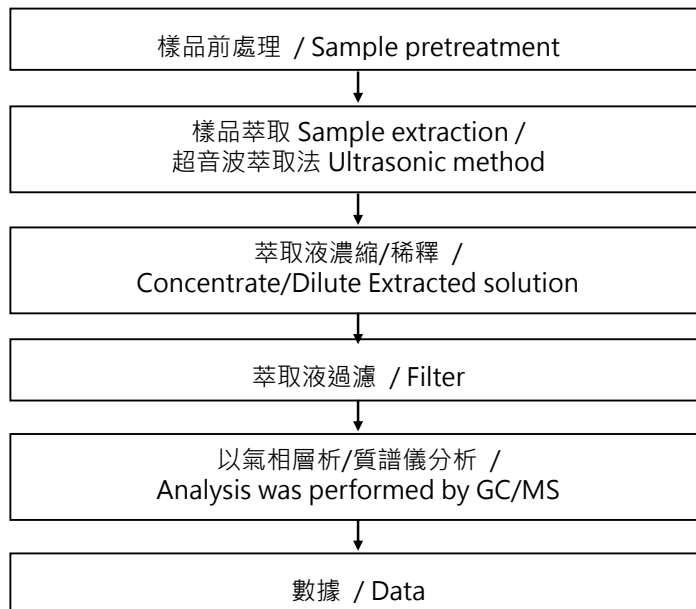 樣品前處理 / Sample pretreatment
樣品萃取 Sample extraction /
超音波萃取法 Ultrasonic method
萃取液濃縮/稀釋 /
Concentrate/Dilute Extracted solution
萃取液過濾 / Filter
以氣相層析/質譜儀分析 /
Analysis was performed by GC/MS
數據 / Data